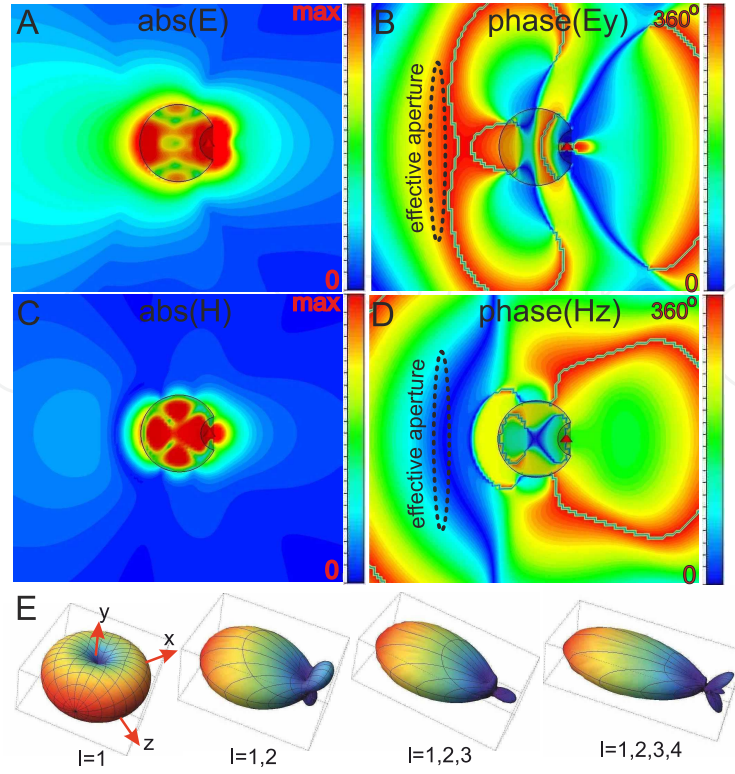 A
abs(E)
max
0
B
phase(Ey)
360°
0
effective aperture
C
abs(H)
max
0
D
phase(Hz)
360°
0
effective aperture
E
y
x
z
l=1
l=1,2
l=1,2,3
l=1,2,3,4